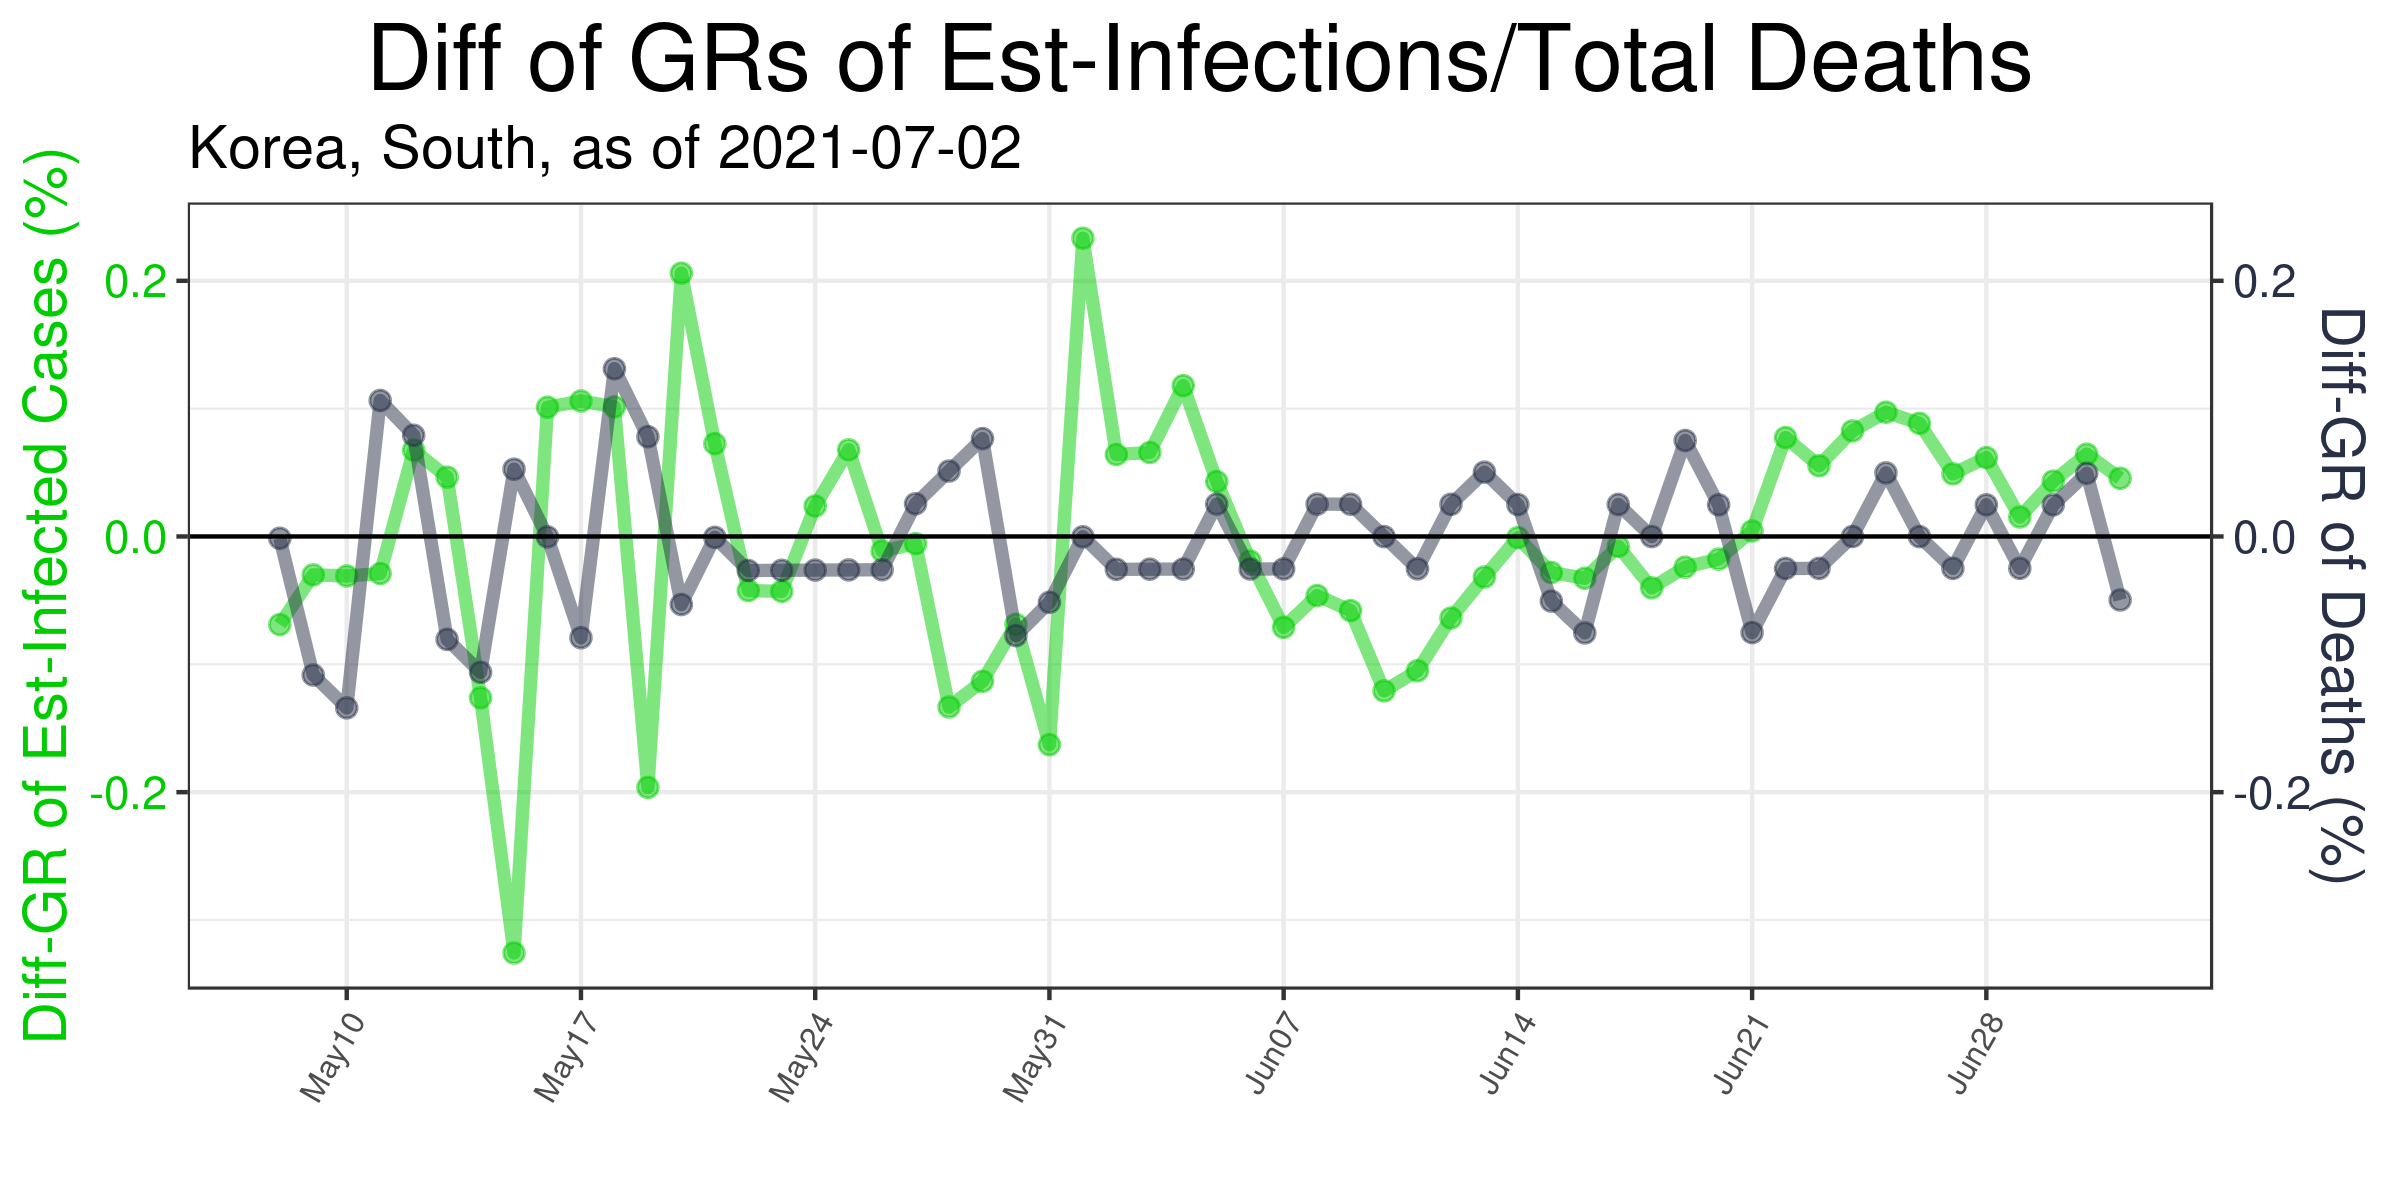 Diff of GRs of Est-Infections/Total Deaths
Korea, South, as of 2021-07-02
Diff-GR of Est-Infected Cases (%)
0.2
0.0
-0.2
0.2
0.0
-0.2
Diff-GR of Deaths (%)
May10
May17
May24
May31
Jun07
Jun14
Jun21
Jun28